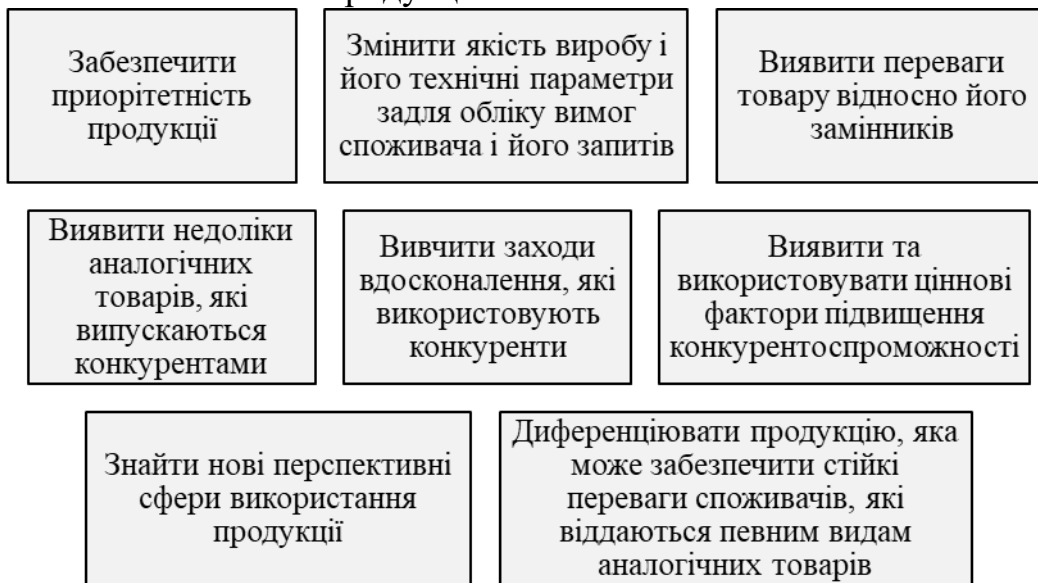 Забезпечити
приорітетність
продукції
Змінити якість виробу і
його технічні параметри
задля обліку вимог
споживача і його запитів
Виявити переваги
товару відносно його
замінників
Виявити недоліки
аналогічних
товарів, які
випускаються
конкурентами
Вивчити заходи
вдосконалення, які
використовують
конкуренти
Виявити та
використовувати ціннові
фактори підвищення
конкурентоспроможності
Знайти нові перспективні
сфери використання
продукції
Диференціювати продукцію, яка
може забезпечити стійкі
переваги споживачів, які
віддаються певним видам
аналогічних товарів